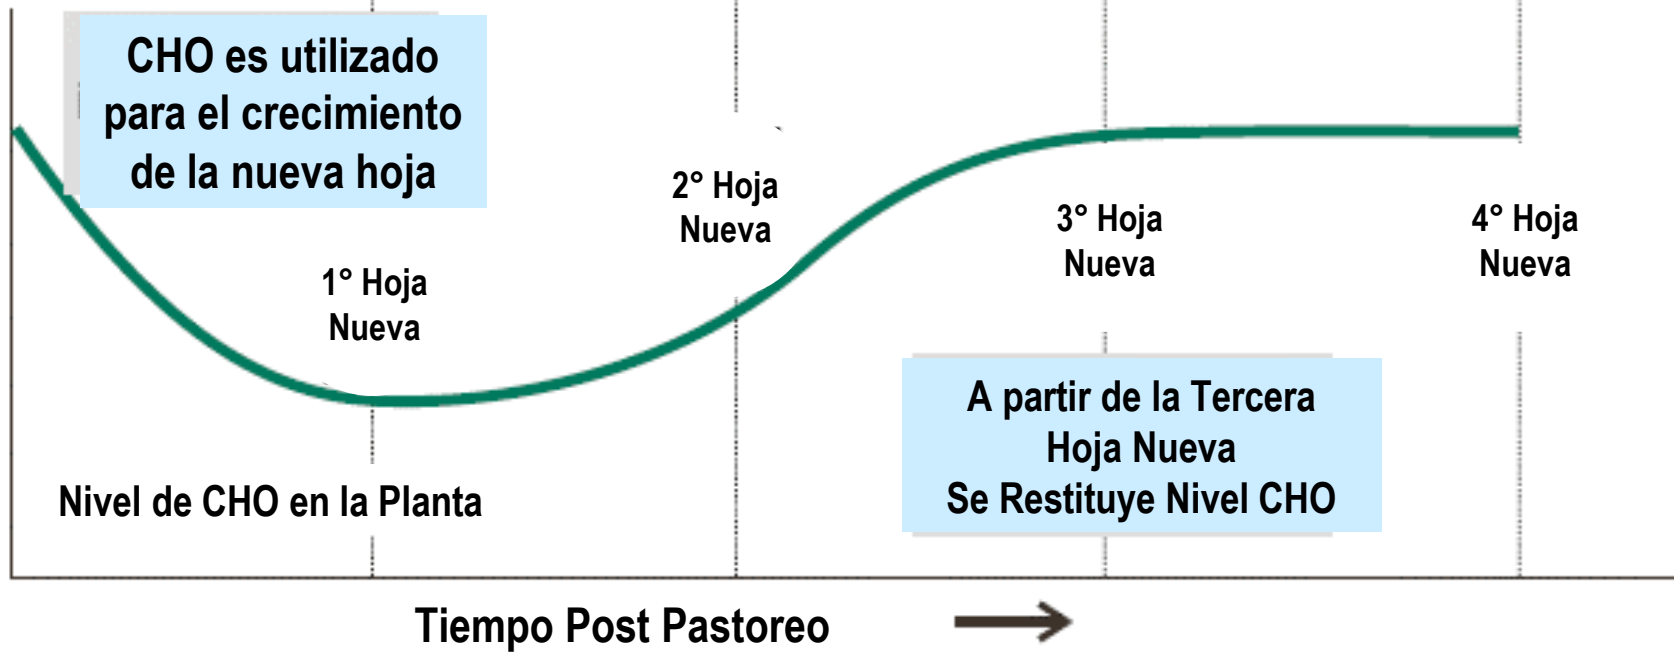 CHO es utilizado
para el crecimiento
de la nueva hoja
1° Hoja
Nueva
2° Hoja
Nueva
3° Hoja
Nueva
4° Hoja
Nueva
A partir de la Tercera
Hoja Nueva
Se Restituye Nivel CHO
Nivel de CHO en la Planta
Tiempo Post Pastoreo